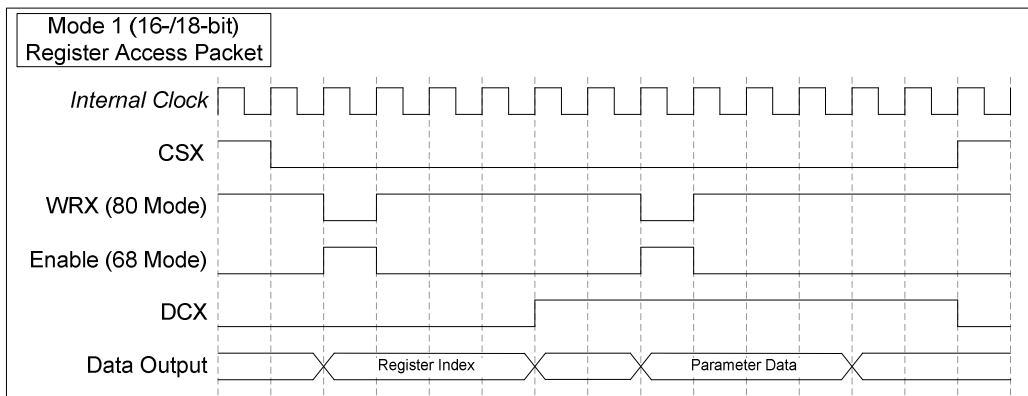 Mode 1 (16-/18-bit)
Register Access Packet
Internal Clock
CSX
WRX (80 Mode)
Enable (68 Mode)
DCX
Data Output
Register Index
Parameter Data